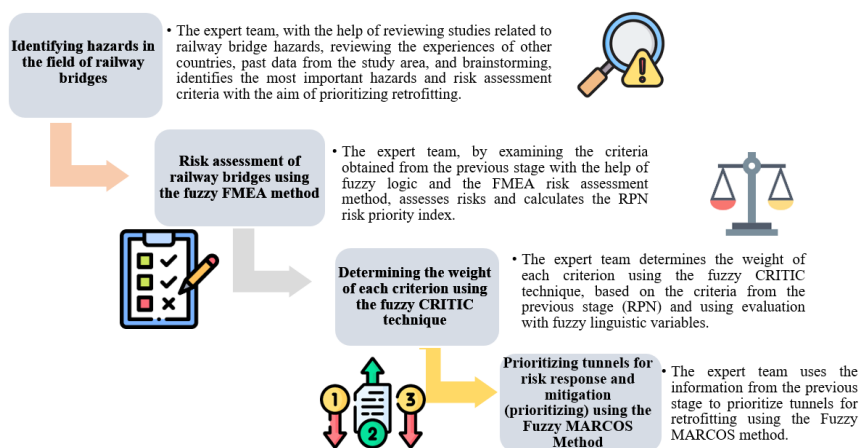 Identifying hazards in
the field of railway
bridges
• The expert team, with the help of reviewing studies related to
railway bridge hazards, reviewing the experiences of other
countries, past data from the study area, and brainstorming,
identifies the most important hazards and risk assessment
criteria with the aim of prioritizing retrofitting.
Risk assessment of
railway bridges using
the fuzzy FMEA method
• The expert team, by examining the criteria
obtained from the previous stage with the help of
fuzzy logic and the FMEA risk assessment
method, assesses risks and calculates the RPN
risk priority index.
Determining the weight
of each criterion using
the fuzzy CRITIC
technique
• The expert team determines the weight of
each criterion using the fuzzy CRITIC
technique, based on the criteria from the
previous stage (RPN) and using evaluation
with fuzzy linguistic variables.
1
2
3
Prioritizing tunnels for
risk response and
mitigation
(prioritizing) using the
Fuzzy MARCOS
Method
• The expert team uses the
information from the previous
stage to prioritize tunnels for
retrofitting using the Fuzzy
MARCOS method.